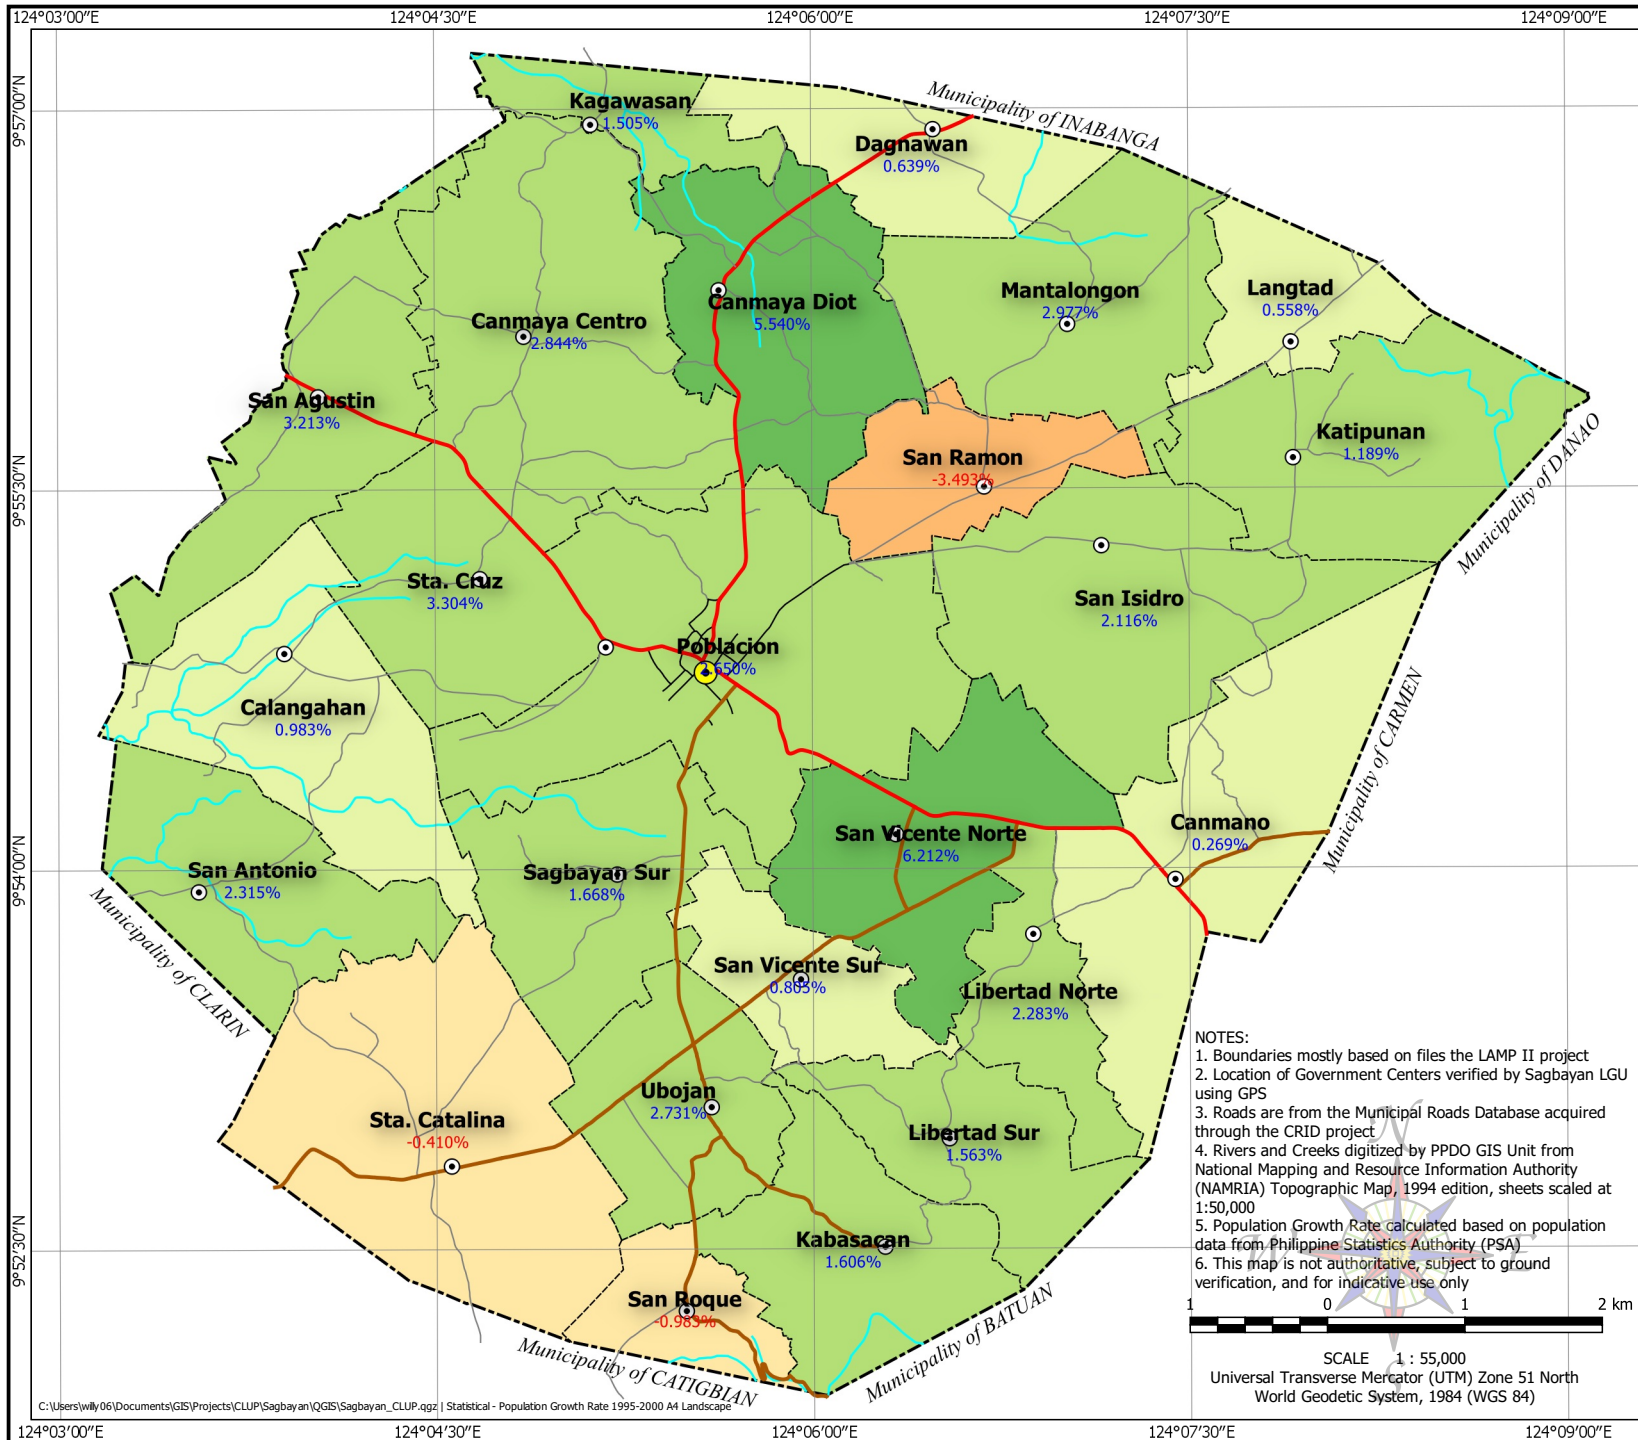 124°03′00″E 124°04′30″E 124°06′00″E 124°07′30″E 124°09′00″E
9°57′00″N
9°55′30″N
9°54′00″N
9°52′30″N
Municipality of INABANGA
Kagawasan
1.505%
Dagnawan
0.639%
Canmaya Diot
5.540%
Mantalongon
2.977%
Langtad
0.558%
Canmaya Centro
2.844%
San Agustin
3.213%
Katipunan
1.189%
San Ramon
-3.493%
Municipality of DANAO
Sta. Cruz
3.304%
San Isidro
2.116%
Poblacion
.650%
Calangahan
0.983%
Municipality of CARMEN
San Vicente Norte
6.212%
Canmano
0.269%
San Antonio
2.315%
Sagbayan Sur
1.668%
Municipality of CLARIN
San Vicente Sur
0.805%
Libertad Norte
2.283%
Ubojan
2.731%
Sta. Catalina
-0.410%
Libertad Sur
1.563%
Kabasacan
1.606%
San Roque
-0.983%
Municipality of BATUAN
Municipality of CATIGBIAN
NOTES:
1. Boundaries mostly based on files the LAMP II project
2. Location of Government Centers verified by Sagbayan LGU
using GPS
3. Roads are from the Municipal Roads Database acquired
through the CRID project
4. Rivers and Creeks digitized by PPDO GIS Unit from
National Mapping and Resource Information Authority
(NAMRIA) Topographic Map, 1994 edition, sheets scaled at
1:50,000
5. Population Growth Rate calculated based on population
data from Philippine Statistics Authority (PSA)
6. This map is not authoritative, subject to ground
verification, and for indicative use only
N
W E
S
1 0 1 2 km
SCALE 1 : 55,000
Universal Transverse Mercator (UTM) Zone 51 North
World Geodetic System, 1984 (WGS 84)
C:\Users\willy06\Documents\GIS\Projects\CLUP\Sagbayan\QGIS\Sagbayan_CLUP.qgz | Statistical - Population Growth Rate 1995-2000 A4 Landscape
124°03′00″E 124°04′30″E 124°06′00″E 124°07′30″E 124°09′00″E